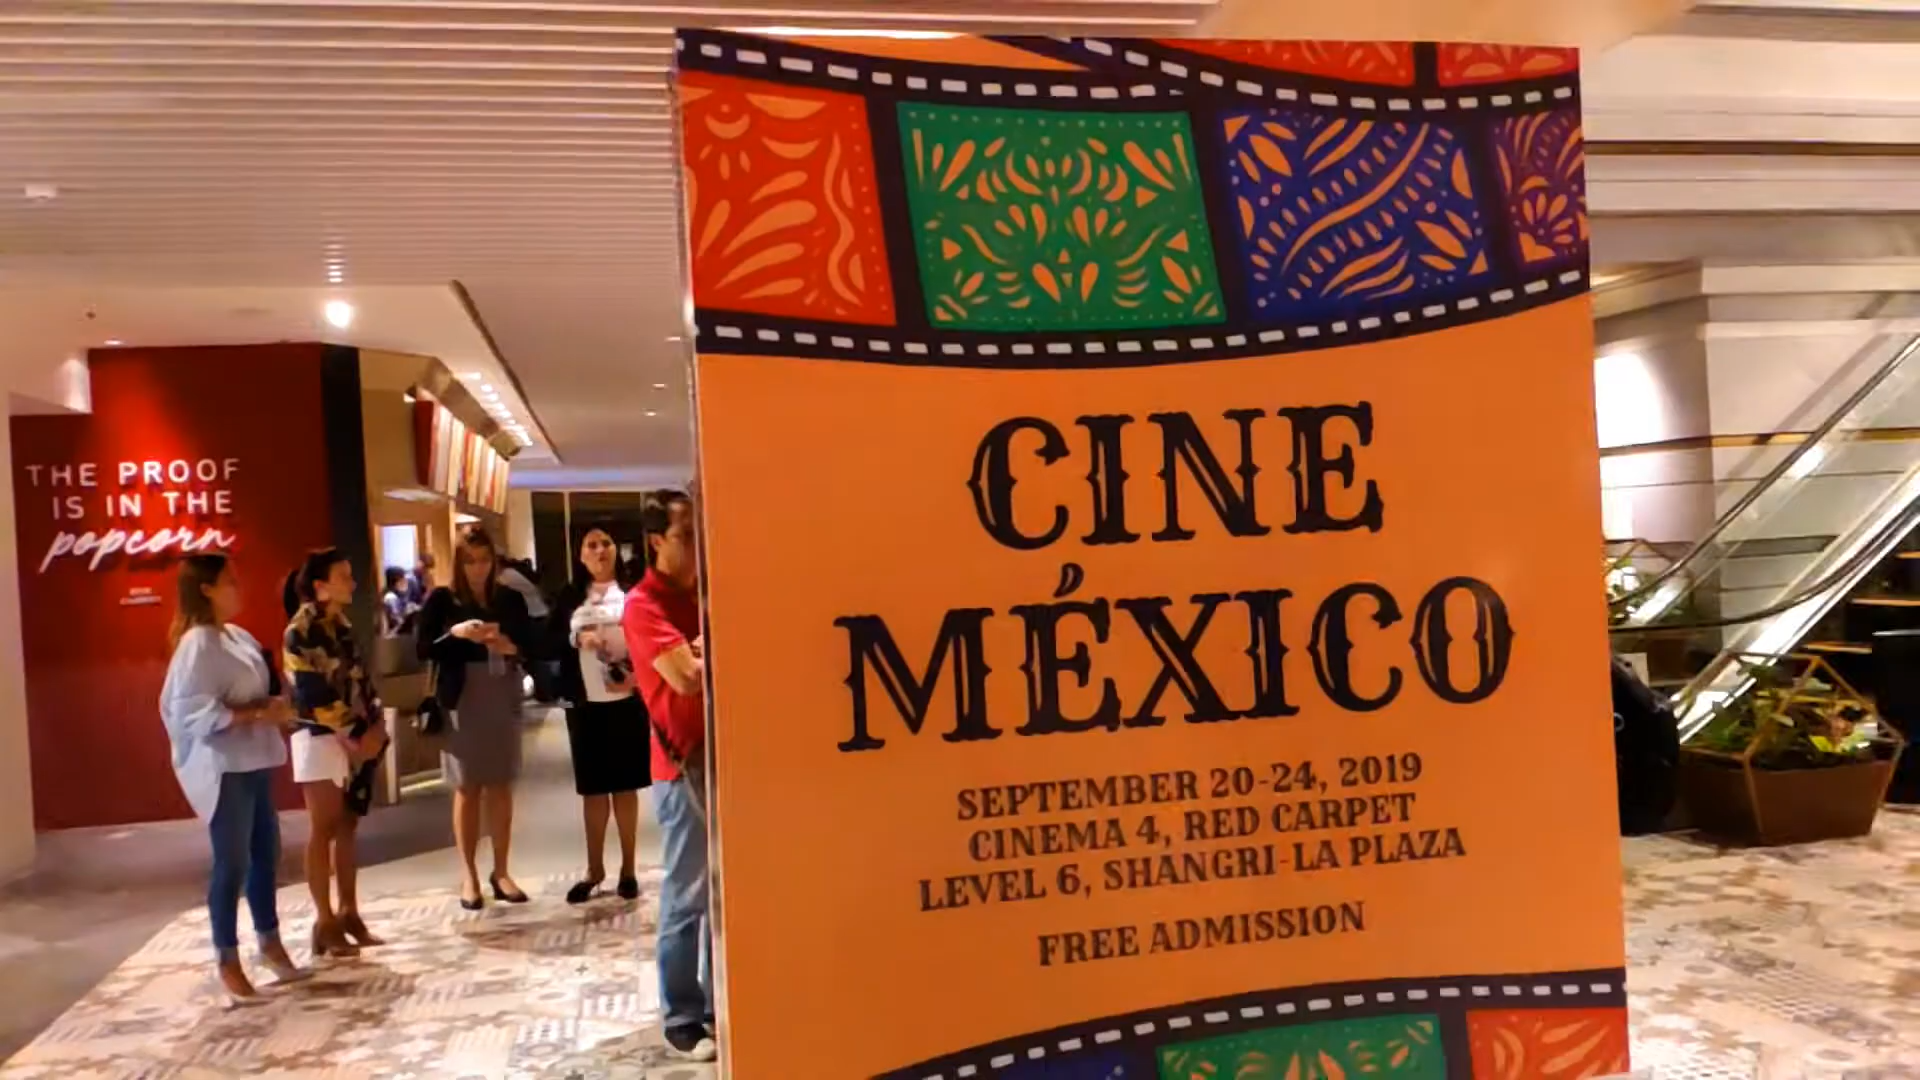 THE PROOF
IS IN THE
popcorn
CINE
MÉXICO
SEPTEMBER 20-24, 2019
CINEMA 4, RED CARPET
LEVEL 6, SHANGRI-LA PLAZA
FREE ADMISSION